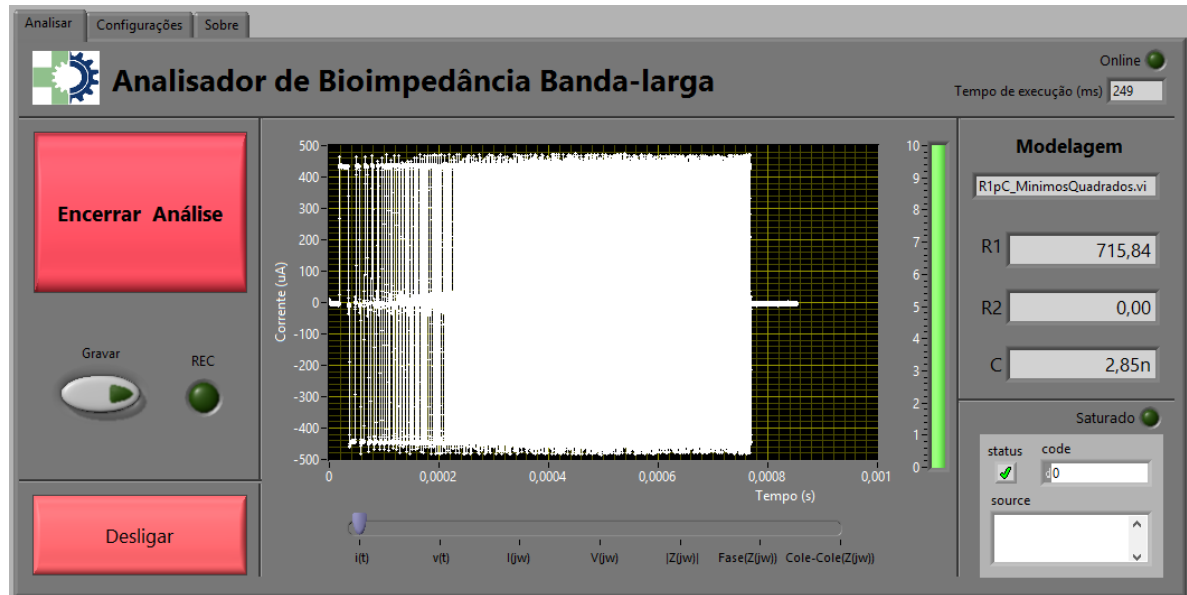 Analisar Configurações Sobre
Analisador de Bioimpedância Banda-larga
Online
Tempo de execução (ms) 249
Encerrar Análise
Gravar
REC
Desligar
Corrente (uA)
500
400
300
200
100
0
-100
-200
-300
-400
-500
0 0,0002 0,0004 0,0006 0,0008 0,001
Tempo (s)
10
9
8
7
6
5
4
3
2
1
0
i(t) v(t) I(jw) V(jw) |Z(jw)| Fase(Z(jw)) Cole-Cole(Z(jw))
Modelagem
R1pC_MinimosQuadrados.vi
R1 715,84
R2 0,00
C 2,85n
Saturado
status code
d0
source